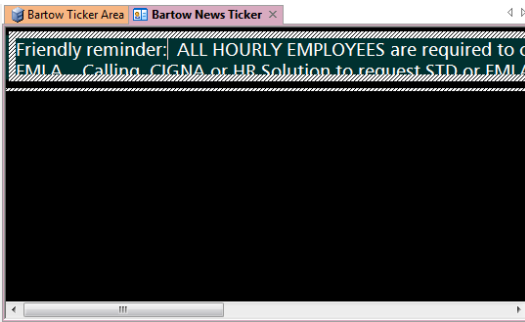 Bartow Ticker Area Bartow News Ticker
Friendly reminder: ALL HOURLY EMPLOYEES are required to
FMLA... Calling CIGNA or HR Solution to request STD or FMLA